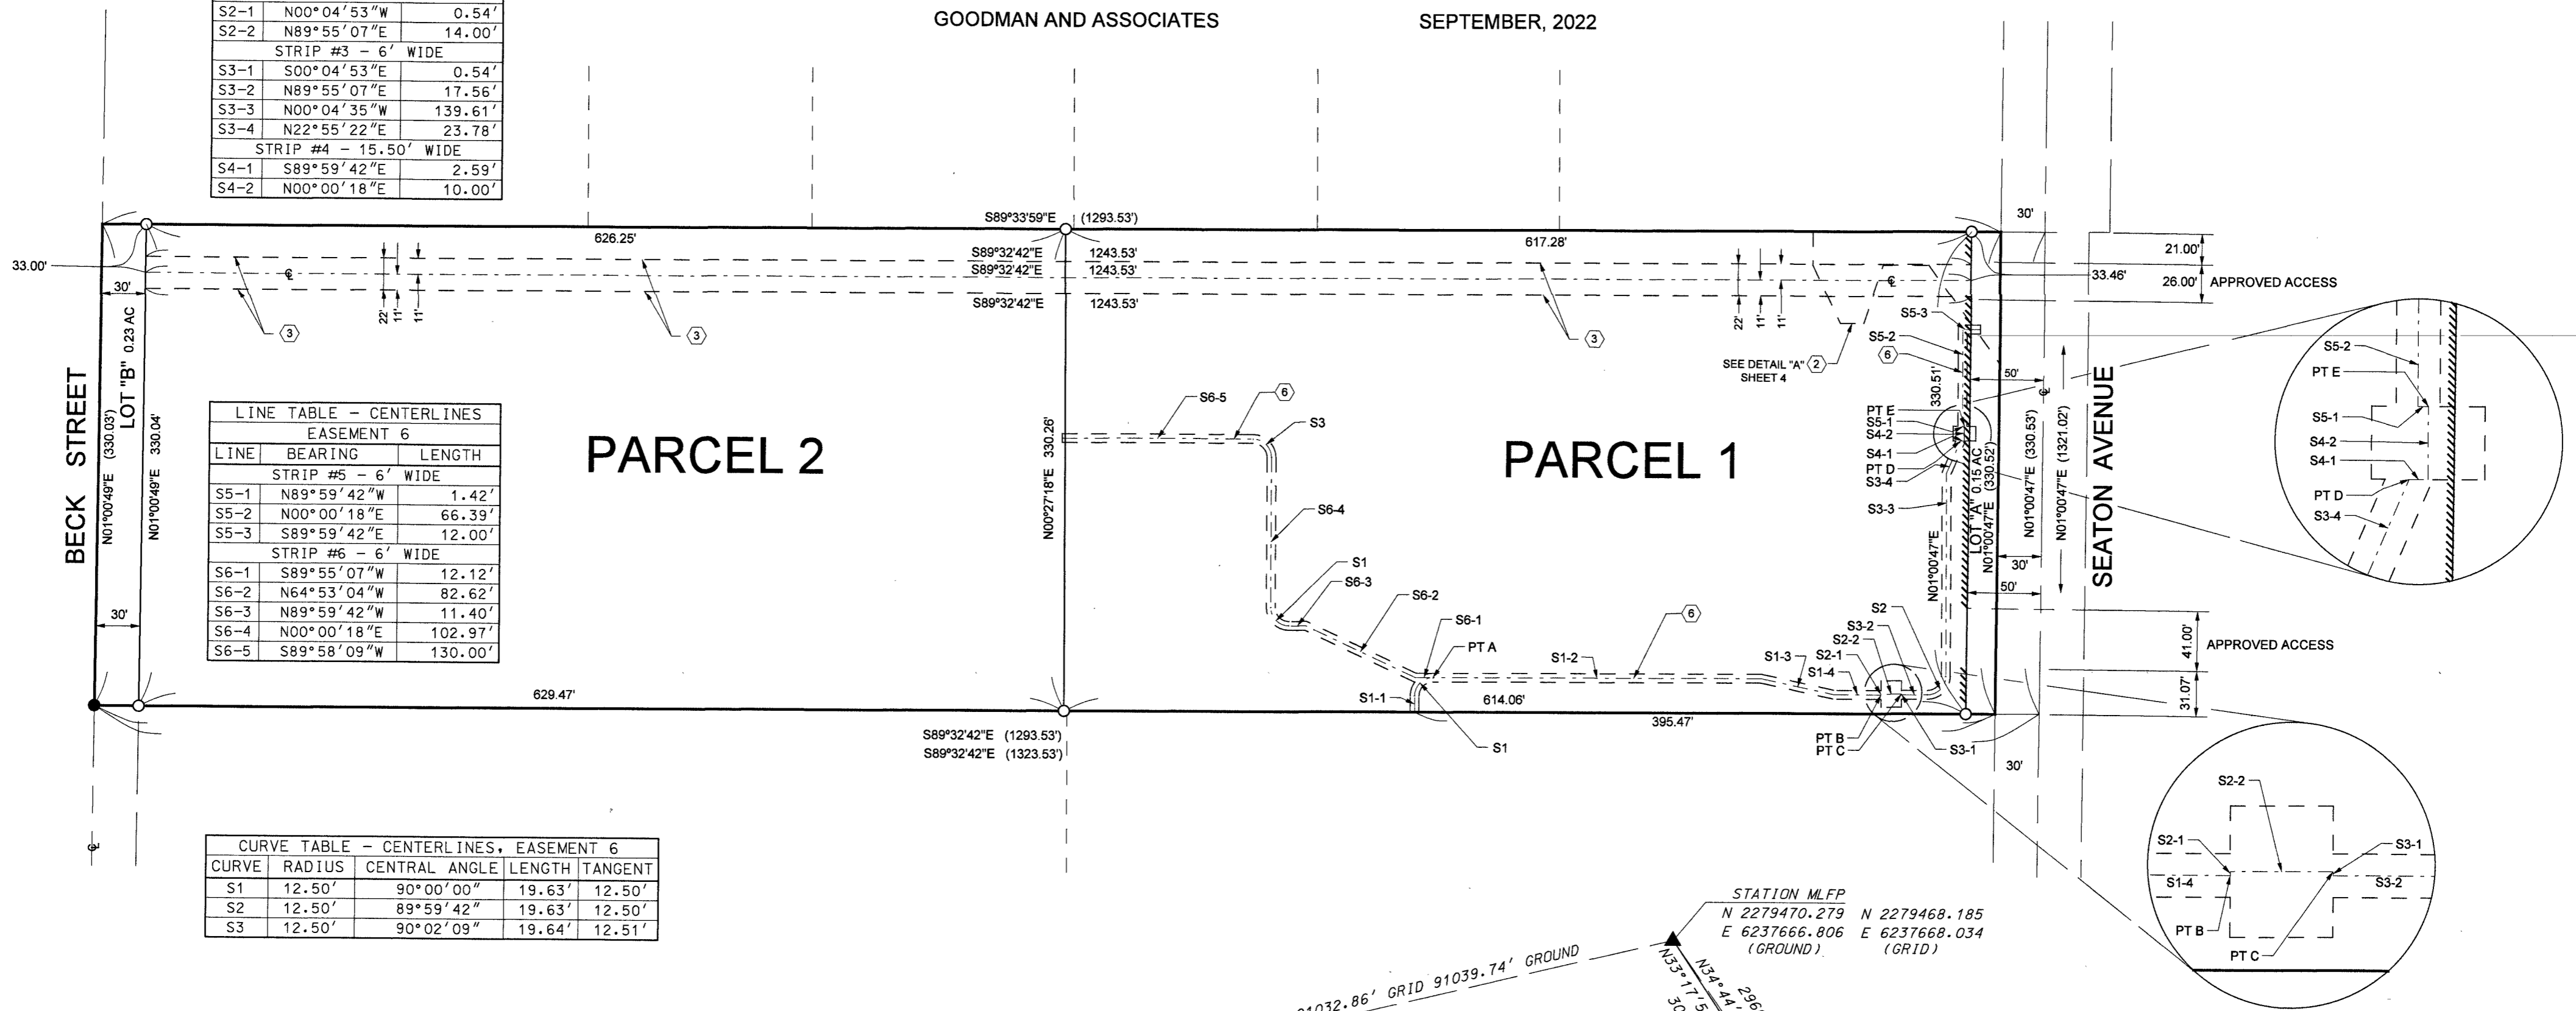 GOODMAN AND ASSOCIATES SEPTEMBER, 2022
S2-1 N00°04'53"W 0.54'
S2-2 N89°55'07"E 14.00'
STRIP #3 - 6' WIDE
S3-1 S00°04'53"E 0.54'
S3-2 N89°55'07"E 17.56'
S3-3 N00°04'35"W 139.61'
S3-4 N22°55'22"E 23.78'
STRIP #4 - 15.50' WIDE
S4-1 S89°59'42"E 2.59'
S4-2 N00°00'18"E 10.00'
S89°33'59"E (1293.53')
626.25'
617.28'
S89°32'42"E 1243.53'
S89°32'42"E 1243.53'
S89°32'42"E 1243.53'
33.00'
30'
℄
22'
11'
11'
3
3
3
22'
11'
11'
℄
30'
21.00'
33.46'
26.00' APPROVED ACCESS
SEE DETAIL "A" 2
SHEET 4
S5-3
S5-2
6
330.51'
50'
℄
PT E
S5-1
S4-2
S4-1
PT D
S3-4
S3-3
N01°00'47"E
LOT "A" 0.15 AC
N01°00'47"E (330.52')
N01°00'47"E (330.53')
N01°00'47"E (1321.02')
SEATON AVENUE
30'
50'
S5-2
PT E
S5-1
S4-2
S4-1
PT D
S3-4
BECK STREET
N01°00'49"E (330.03')
LOT "B" 0.23 AC
N01°00'49"E 330.04'
30'
LINE TABLE - CENTERLINES
EASEMENT 6
LINE BEARING LENGTH
STRIP #5 - 6' WIDE
S5-1 N89°59'42"W 1.42'
S5-2 N00°00'18"E 66.39'
S5-3 S89°59'42"E 12.00'
STRIP #6 - 6' WIDE
S6-1 S89°55'07"W 12.12'
S6-2 N64°53'04"W 82.62'
S6-3 N89°59'42"W 11.40'
S6-4 N00°00'18"E 102.97'
S6-5 S89°58'09"W 130.00'
PARCEL 2
N00°27'18"E 330.26'
PARCEL 1
S6-5
6
S3
S6-4
S1
S6-3
S6-2
S6-1
PT A
S1-2
6
S1-3
S1-4
S2-1
S2-2
S3-2
S2
S1-1
S1
PT B
PT C
S3-1
41.00' APPROVED ACCESS
31.07'
30'
629.47'
614.06'
395.47'
S89°32'42"E (1293.53')
S89°32'42"E (1323.53')
℄
S2-2
S2-1
S3-1
S1-4
S3-2
PT B
PT C
CURVE TABLE - CENTERLINES, EASEMENT 6
CURVE RADIUS CENTRAL ANGLE LENGTH TANGENT
S1 12.50' 90°00'00" 19.63' 12.50'
S2 12.50' 89°59'42" 19.63' 12.50'
S3 12.50' 90°02'09" 19.64' 12.51'
STATION MLFP
N 2279470.279 N 2279468.185
E 6237666.806 E 6237668.034
(GROUND) (GRID)
1032.86' GRID 91039.74' GROUND
N34°44'
296
N33°17'5
30